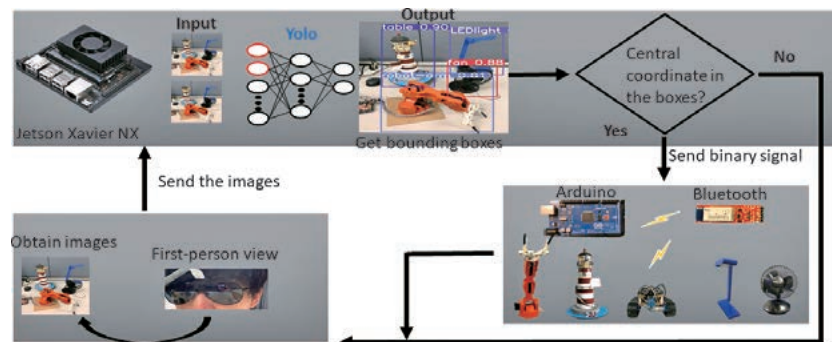 Input
Yolo
Output
table 0.90
LEDlight
fan 0.88
Jetson Xavier NX
Get bounding boxes
Central
coordinate in
the boxes?
No
Yes
Send the images
Send binary signal
Obtain images
First-person view
Arduino
Bluetooth